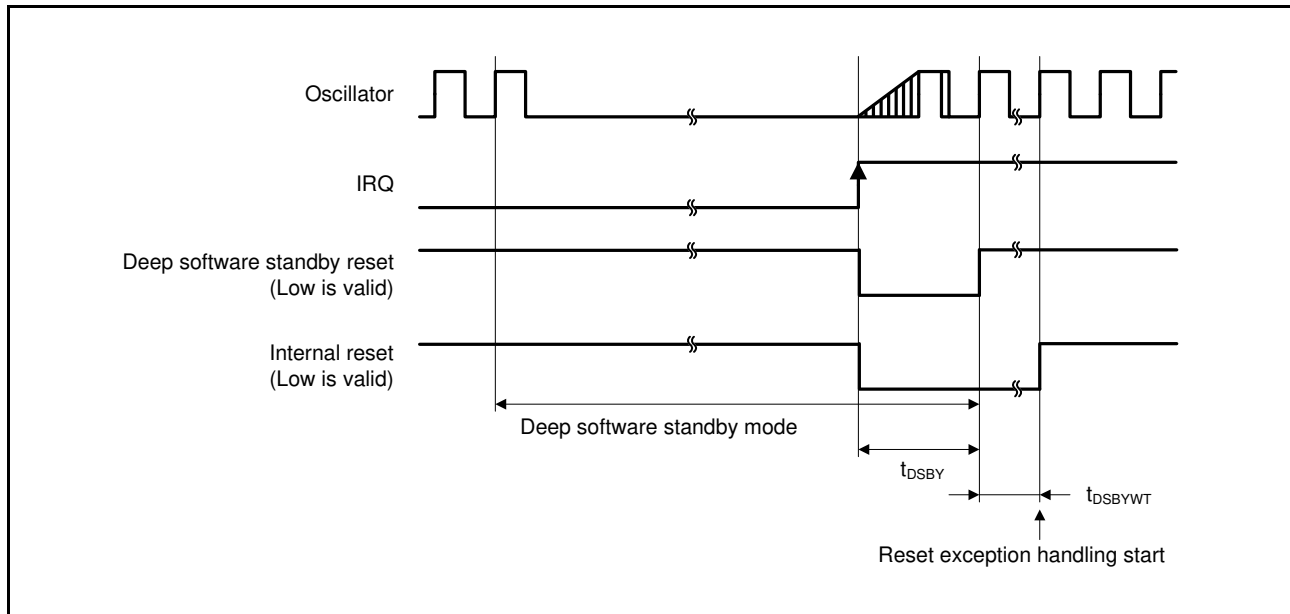 Oscillator
IRQ
Deep software standby reset
(Low is valid)
Internal reset
(Low is valid)
Deep software standby mode
tDSBY
tDSBYWT
Reset exception handling start